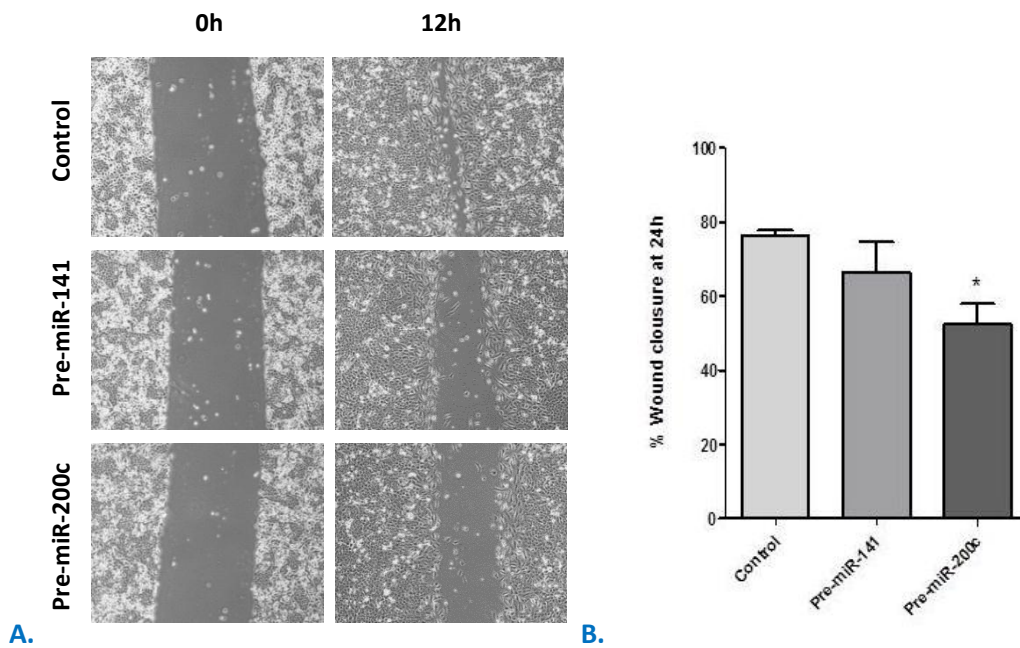 0h 12h
Control
Pre-miR-141
Pre-miR-200c
A.
% Wound clousure at 24h
100
80
60
40
20
0
*
Control
Pre-miR-141
Pre-miR-200c
B.